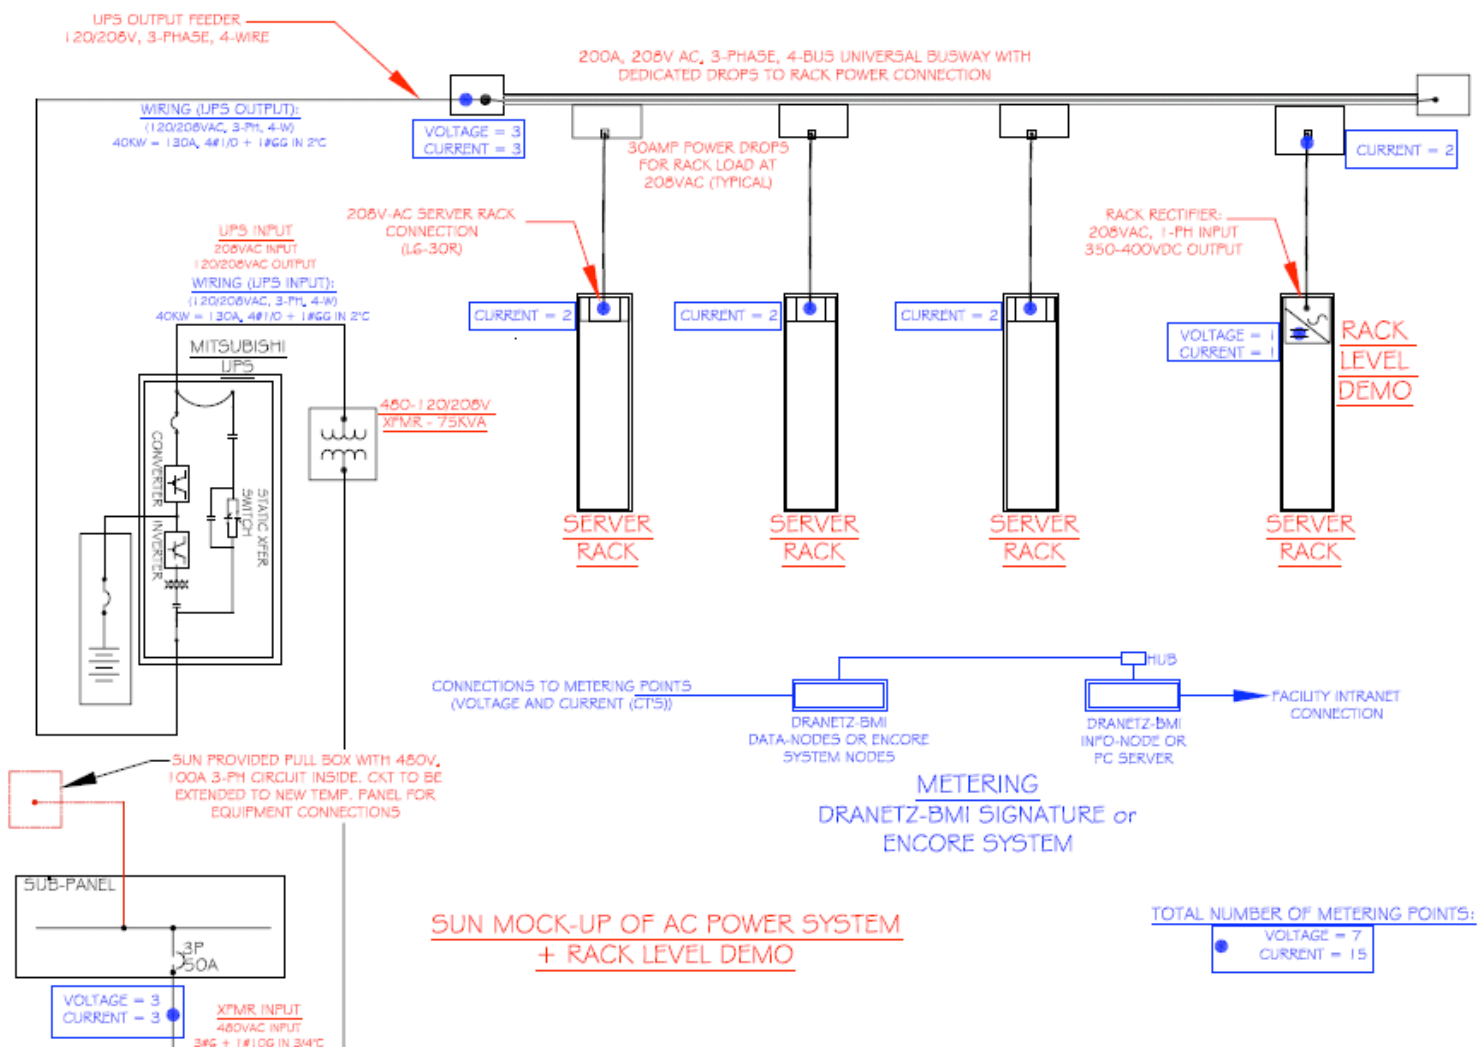 UPS OUTPUT FEEDER
120/208V, 3-PHASE, 4-WIRE
200A, 208V AC, 3-PHASE, 4-BUS UNIVERSAL BUSWAY WITH
DEDICATED DROPS TO RACK POWER CONNECTION
WIRING (UPS OUTPUT):
(120/208VAC, 3-PH, 4-W)
40KW = 130A, 4#1/0 + 1#6G IN 2"C
VOLTAGE = 3
CURRENT = 3
30AMP POWER DROPS
FOR RACK LOAD AT
208VAC (TYPICAL)
CURRENT = 2
208V-AC SERVER RACK
CONNECTION
(L6-30R)
RACK RECTIFIER:
208VAC, 1-PH INPUT
350-400VDC OUTPUT
UPS INPUT
208VAC INPUT
120/208VAC OUTPUT
WIRING (UPS INPUT):
(120/208VAC, 3-PH, 4-W)
40KW = 130A, 4#1/0 + 1#6G IN 2"C
CURRENT = 2
CURRENT = 2
CURRENT = 2
VOLTAGE = 1
CURRENT = 1
RACK
LEVEL
DEMO
MITSUBISHI
UPS
480-120/208V
XFMR - 75KVA
CONVERTER
INVERTER
STATIC XFER
SWITCH
SERVER
RACK
SERVER
RACK
SERVER
RACK
SERVER
RACK
HUB
CONNECTIONS TO METERING POINTS
(VOLTAGE AND CURRENT (CT'S))
DRANETZ-BMI
DATA-NODES OR ENCORE
SYSTEM NODES
DRANETZ-BMI
INFO-NODE OR
PC SERVER
FACILITY INTRANET
CONNECTION
METERING
DRANETZ-BMI SIGNATURE or
ENCORE SYSTEM
SUN PROVIDED PULL BOX WITH 480V,
100A 3-PH CIRCUIT INSIDE. CKT TO BE
EXTENDED TO NEW TEMP. PANEL FOR
EQUIPMENT CONNECTIONS
SUB-PANEL
3P
50A
VOLTAGE = 3
CURRENT = 3
XFMR INPUT
480VAC INPUT
3#6 + 1#10G IN 3/4"C
SUN MOCK-UP OF AC POWER SYSTEM
+ RACK LEVEL DEMO
TOTAL NUMBER OF METERING POINTS:
VOLTAGE = 7
CURRENT = 15